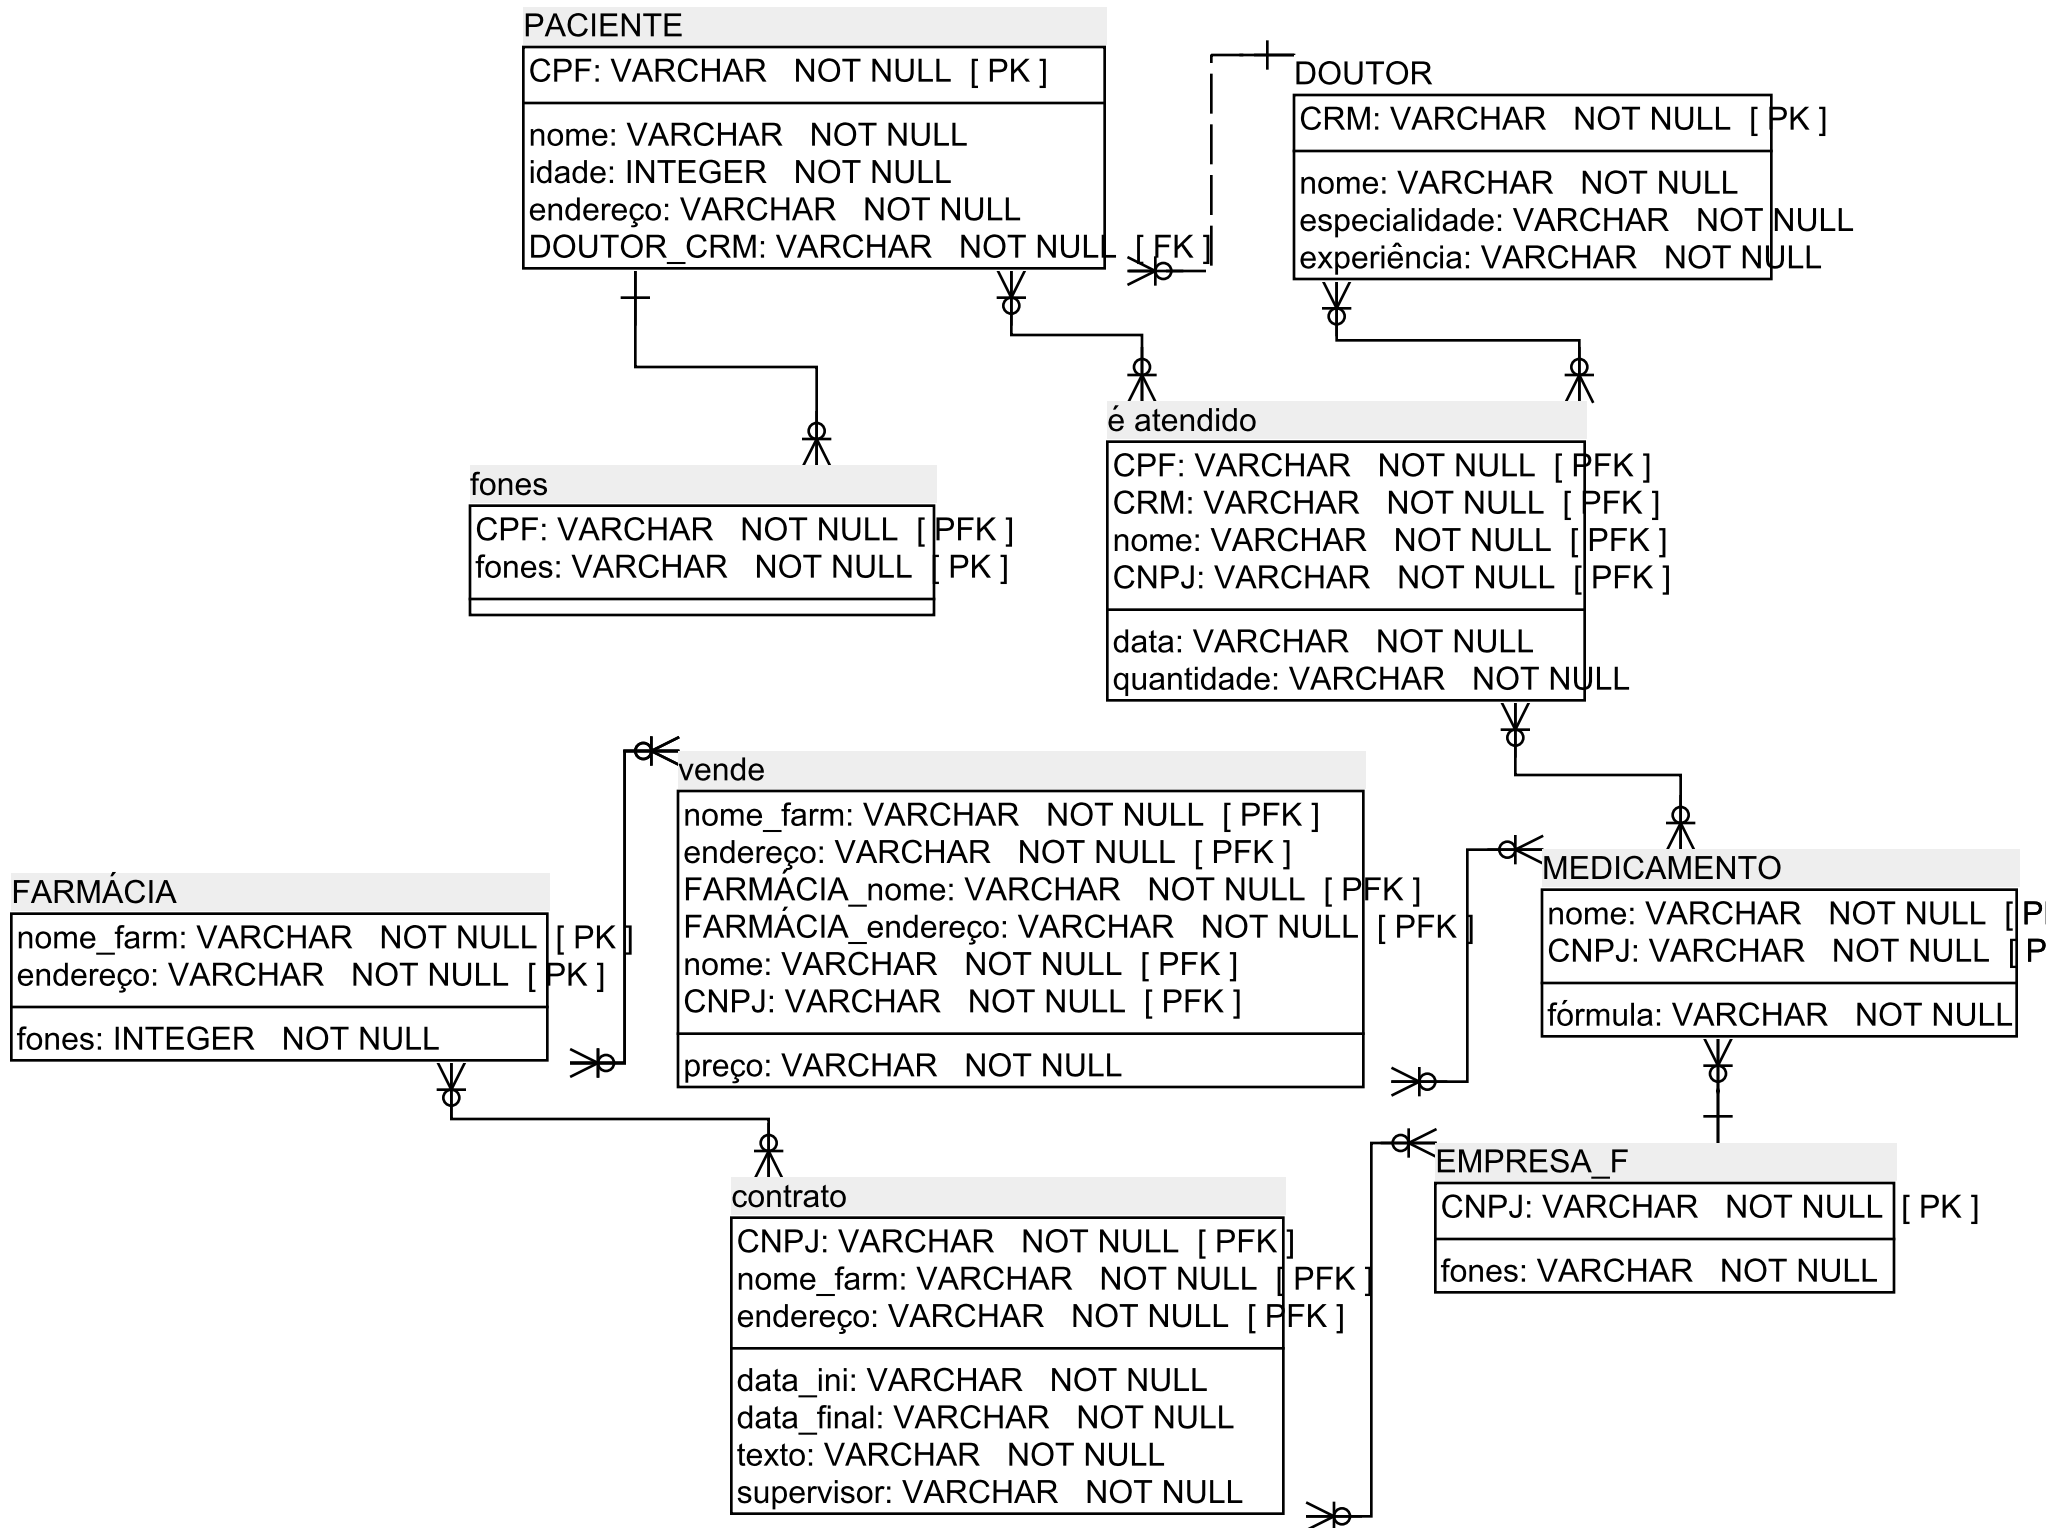 PACIENTE
CPF: VARCHAR NOT NULL [ PK ]
nome: VARCHAR NOT NULL
idade: INTEGER NOT NULL
endereço: VARCHAR NOT NULL
DOUTOR_CRM: VARCHAR NOT NULL [ FK ]
DOUTOR
CRM: VARCHAR NOT NULL [ PK ]
nome: VARCHAR NOT NULL
especialidade: VARCHAR NOT NULL
experiência: VARCHAR NOT NULL
é atendido
CPF: VARCHAR NOT NULL [ PFK ]
CRM: VARCHAR NOT NULL [ PFK ]
nome: VARCHAR NOT NULL [ PFK ]
CNPJ: VARCHAR NOT NULL [ PFK ]
data: VARCHAR NOT NULL
quantidade: VARCHAR NOT NULL
fones
CPF: VARCHAR NOT NULL [ PFK ]
fones: VARCHAR NOT NULL [ PK ]
vende
nome_farm: VARCHAR NOT NULL [ PFK ]
endereço: VARCHAR NOT NULL [ PFK ]
FARMÁCIA_nome: VARCHAR NOT NULL [ PFK ]
FARMÁCIA_endereço: VARCHAR NOT NULL [ PFK ]
nome: VARCHAR NOT NULL [ PFK ]
CNPJ: VARCHAR NOT NULL [ PFK ]
preço: VARCHAR NOT NULL
FARMÁCIA
nome_farm: VARCHAR NOT NULL [ PK ]
endereço: VARCHAR NOT NULL [ PK ]
fones: INTEGER NOT NULL
MEDICAMENTO
nome: VARCHAR NOT NULL [
CNPJ: VARCHAR NOT NULL [
fórmula: VARCHAR NOT NULL
EMPRESA_F
CNPJ: VARCHAR NOT NULL [ PK ]
fones: VARCHAR NOT NULL
contrato
CNPJ: VARCHAR NOT NULL [ PFK ]
nome_farm: VARCHAR NOT NULL [ PFK ]
endereço: VARCHAR NOT NULL [ PFK ]
data_ini: VARCHAR NOT NULL
data_final: VARCHAR NOT NULL
texto: VARCHAR NOT NULL
supervisor: VARCHAR NOT NULL